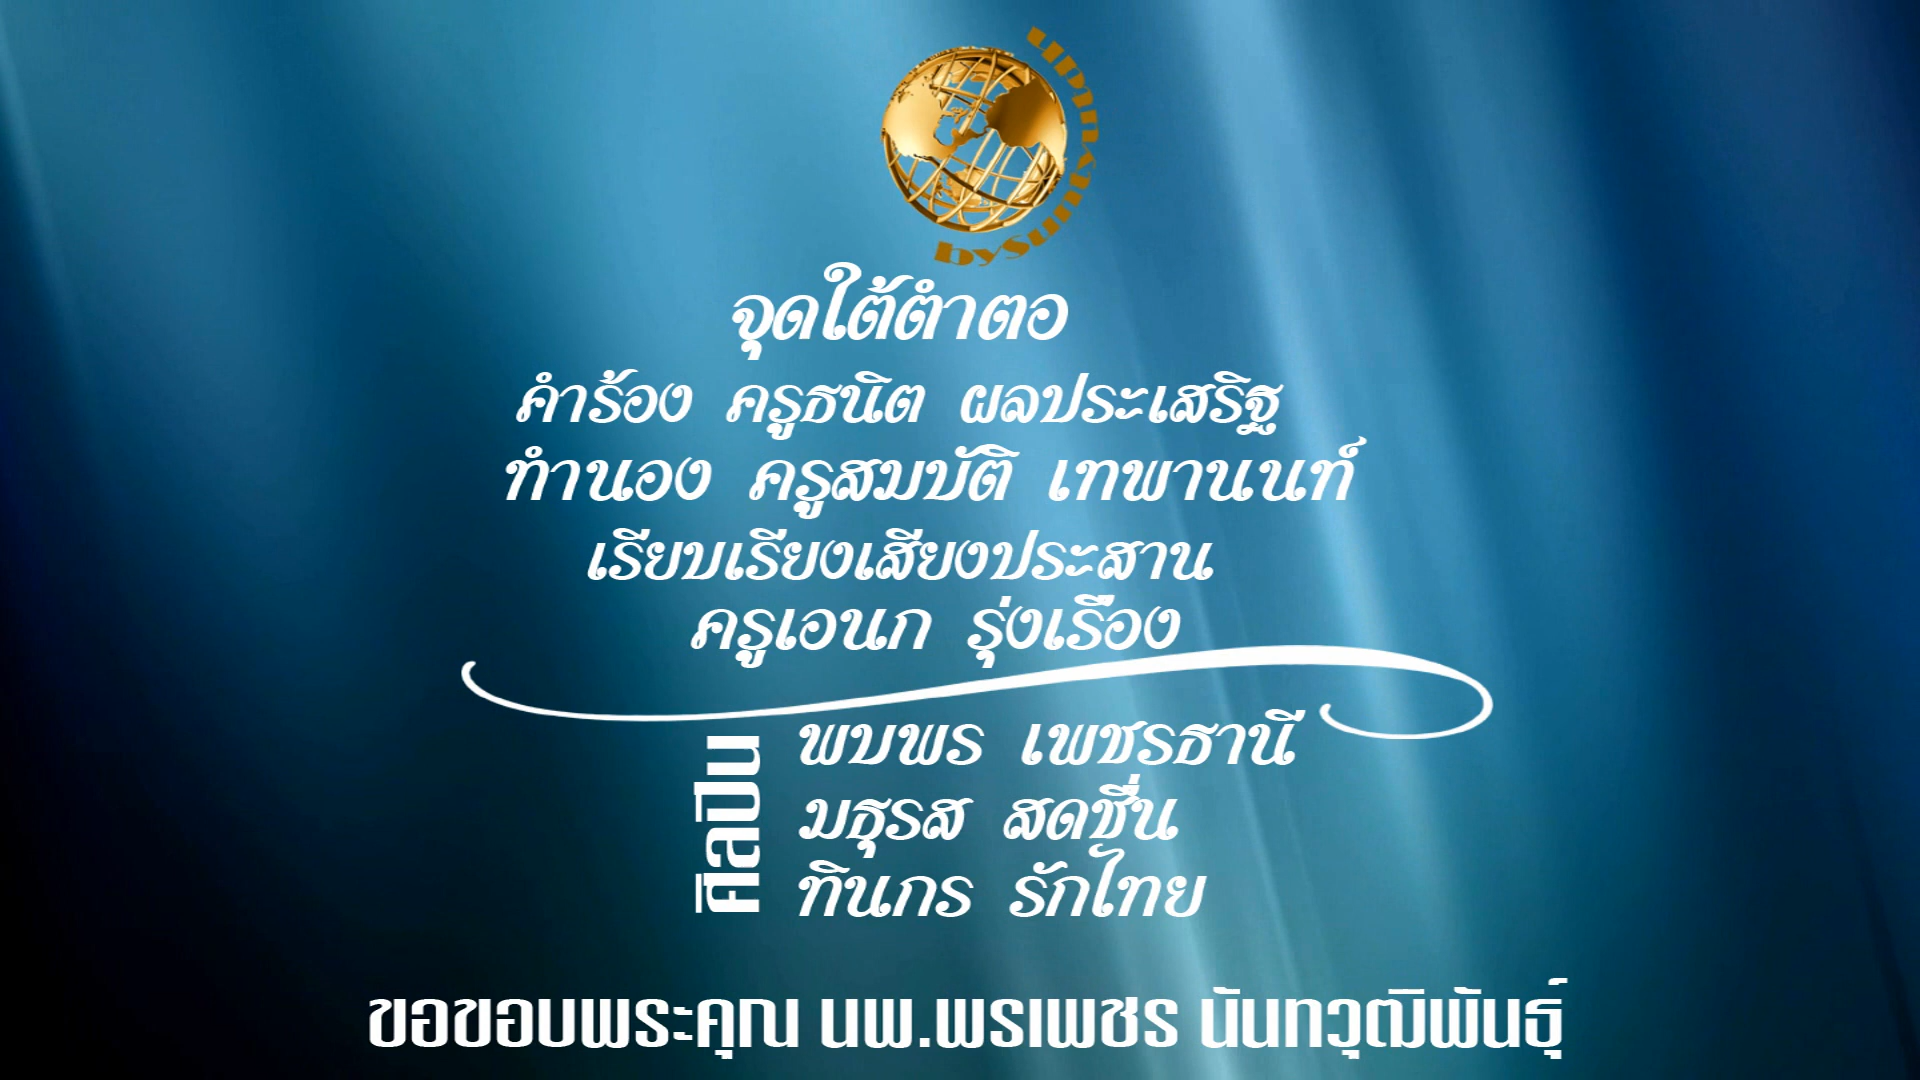 จุดใต้ตำตอ
คำร้อง ครูธนิต ผลประเสริฐ
ทำนอง ครูสมบัติ เทพานนท์
เรียบเรียงเสียงประสาน
ครูเอนก รุ่งเรือง
ศิลปิน
พบพร เพชรธานี
มธุรส สดชื่น
ทินกร รักไทย
ขอขอบพระคุณ นพ.พรเพชร นันทวุฒิพันธุ์